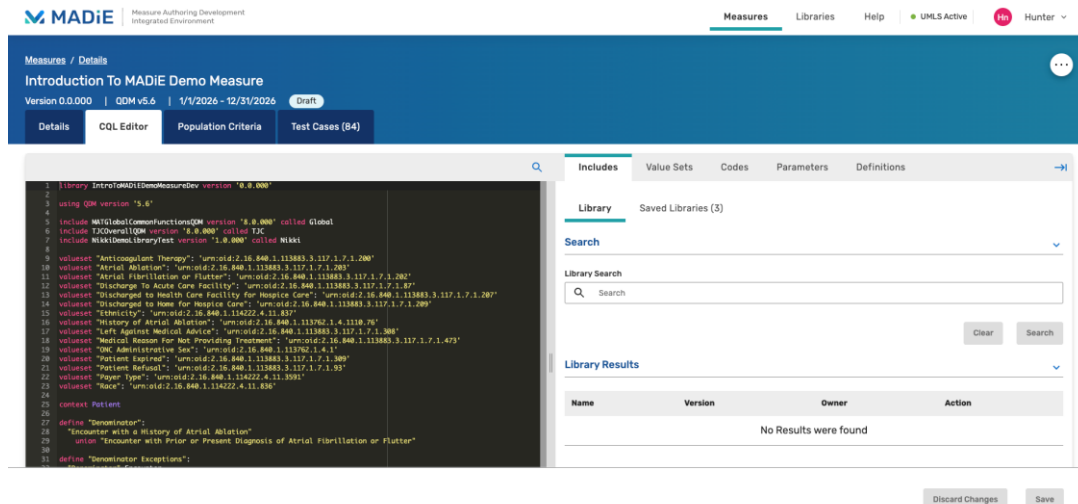 MADiE
Measure Authoring Development
Integrated Environment
Measures Libraries Help UMLS Active Hn Hunter
Measures / Details
Introduction To MADiE Demo Measure
Version 0.0.000 | QDM v5.6 | 1/1/2026 - 12/31/2026 Draft
Details CQL Editor Population Criteria Test Cases (84)
1 library IntroToMADiEDemoMeasureDev version '0.0.000'
2
3 using QDM version '5.6'
4
5 include MATGlobalCommonFunctionsQDM version '8.0.000' called Global
6 include TJCOverallQDM version '8.0.000' called TJC
7 include NikkiDemoLibraryTest version '1.0.000' called Nikki
8
9 valueset "Anticoagulant Therapy": 'urn:oid:2.16.840.1.113883.3.117.1.7.1.200'
10 valueset "Atrial Ablation": 'urn:oid:2.16.840.1.113883.3.117.1.7.1.203'
11 valueset "Atrial Fibrillation or Flutter": 'urn:oid:2.16.840.1.113883.3.117.1.7.1.202'
12 valueset "Discharge To Acute Care Facility": 'urn:oid:2.16.840.1.113883.3.117.1.7.1.87'
13 valueset "Discharged to Health Care Facility for Hospice Care": 'urn:oid:2.16.840.1.113883.3.117.1.7.1.207'
14 valueset "Discharged to Home for Hospice Care": 'urn:oid:2.16.840.1.113883.3.117.1.7.1.209'
15 valueset "Ethnicity": 'urn:oid:2.16.840.1.114222.4.11.837'
16 valueset "History of Atrial Ablation": 'urn:oid:2.16.840.1.113762.1.4.1110.76'
17 valueset "Left Against Medical Advice": 'urn:oid:2.16.840.1.113883.3.117.1.7.1.308'
18 valueset "Medical Reason For Not Providing Treatment": 'urn:oid:2.16.840.1.113883.3.117.1.7.1.473'
19 valueset "ONC Administrative Sex": 'urn:oid:2.16.840.1.113762.1.4.1'
20 valueset "Patient Expired": 'urn:oid:2.16.840.1.113883.3.117.1.7.1.309'
21 valueset "Patient Refusal": 'urn:oid:2.16.840.1.113883.3.117.1.7.1.93'
22 valueset "Payer Type": 'urn:oid:2.16.840.1.114222.4.11.3591'
23 valueset "Race": 'urn:oid:2.16.840.1.114222.4.11.836'
24
25 context Patient
26
27 define "Denominator":
28 "Encounter with a History of Atrial Ablation"
29 union "Encounter with Prior or Present Diagnosis of Atrial Fibrillation or Flutter"
30
31 define "Denominator Exceptions":
Includes Value Sets Codes Parameters Definitions
Library Saved Libraries (3)
Search
Library Search
Search
Clear Search
Library Results
Name Version Owner Action
No Results were found
Discard Changes Save